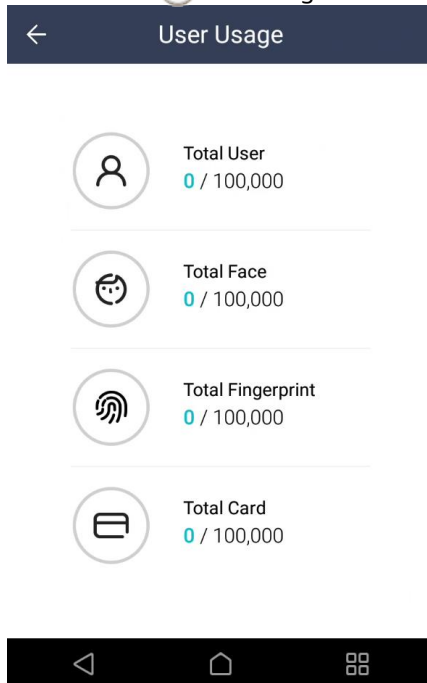 User Usage
Total User
0 / 100,000
Total Face
0 / 100,000
Total Fingerprint
0 / 100,000
Total Card
0 / 100,000